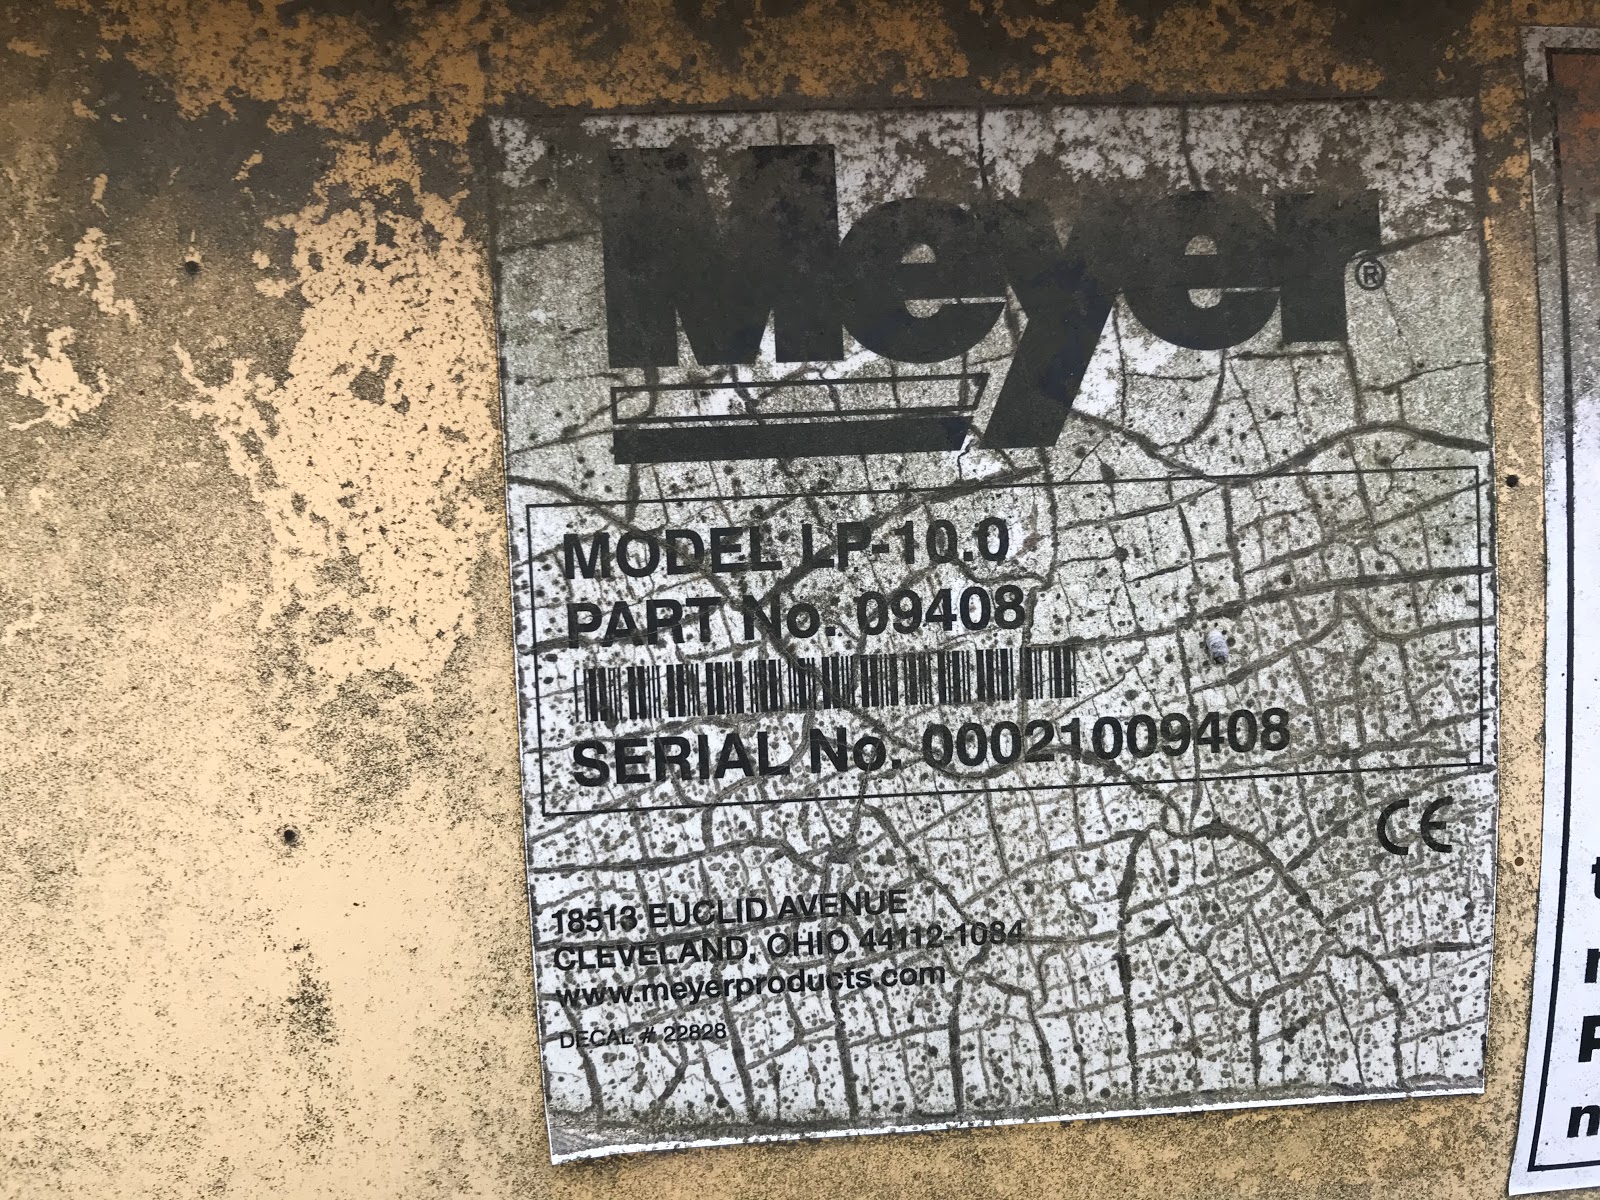 Meyer®
MODEL LP-10.0
PART No. 09408
SERIAL No. 00021009408
CE
18513 EUCLID AVENUE
CLEVELAND, OHIO 44112-1084
www.meyerproducts.com
DECAL # 22828